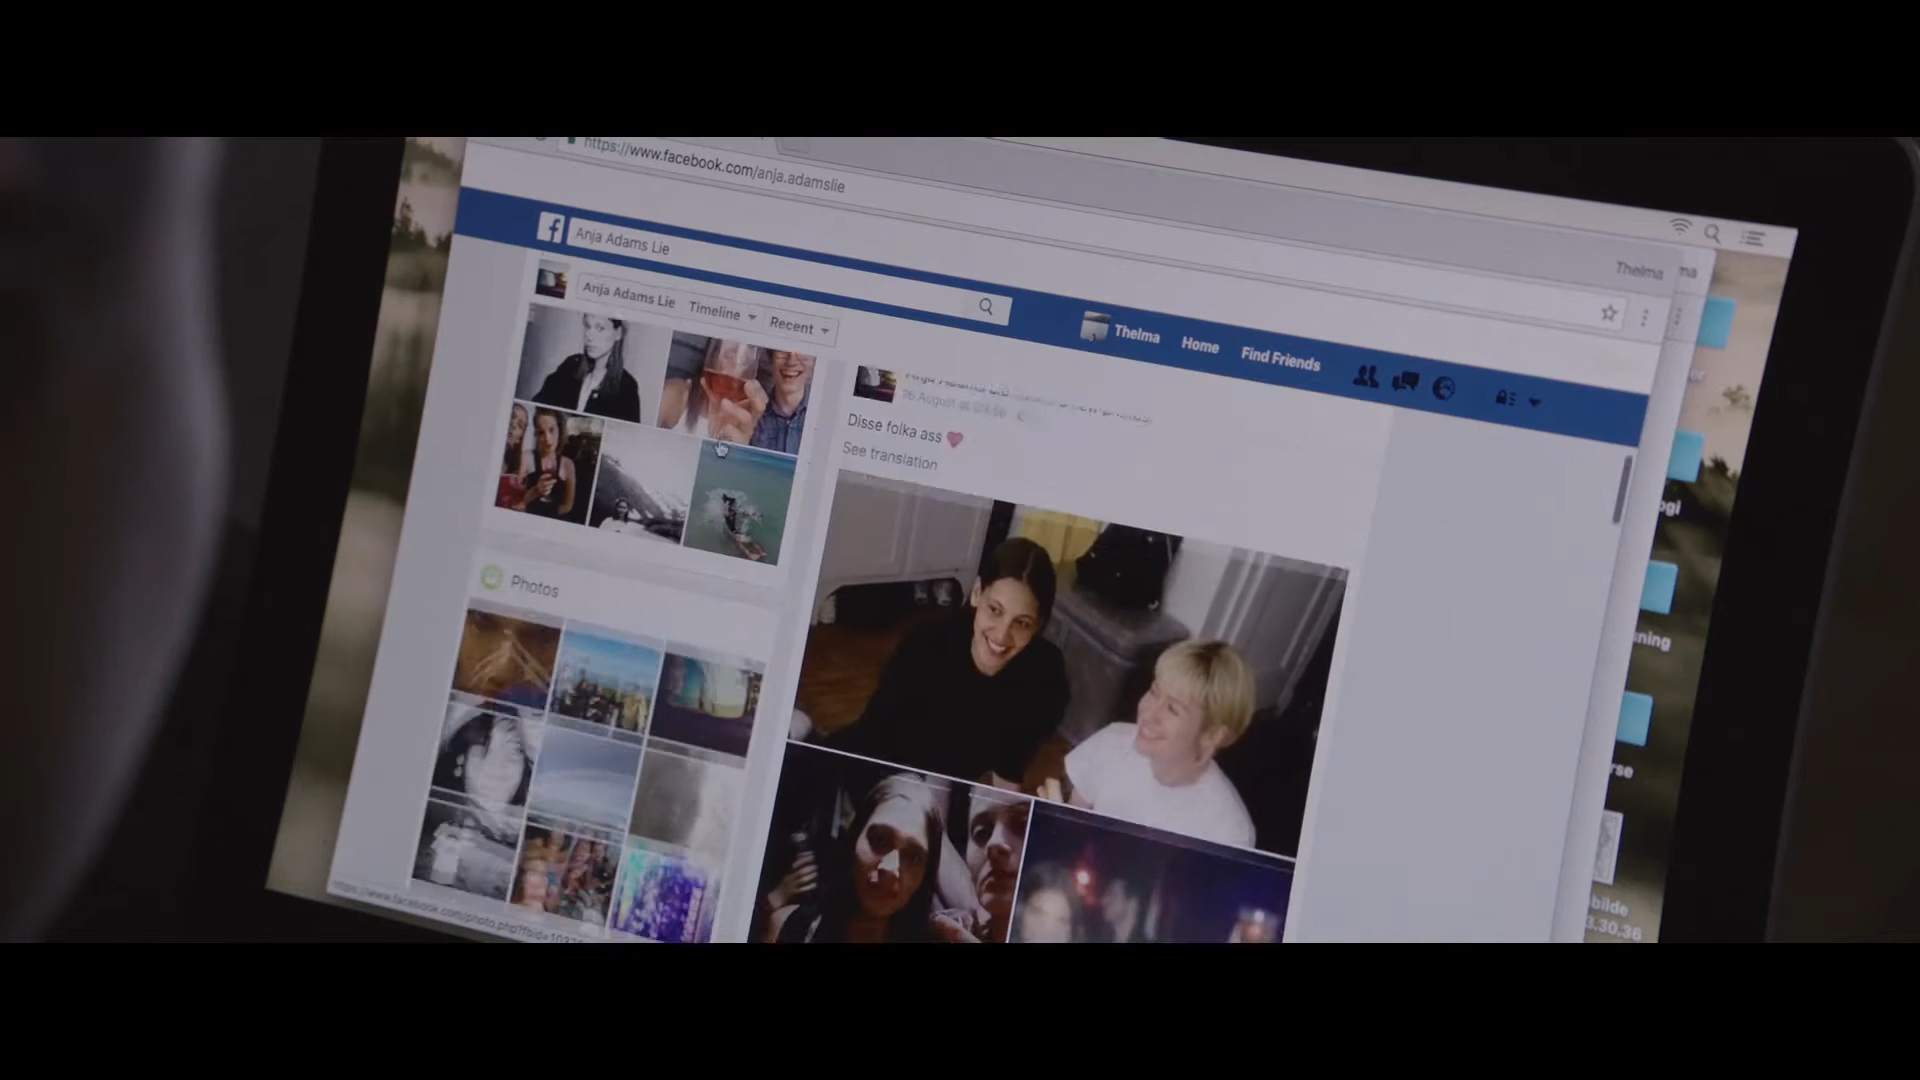 https://www.facebook.com/anja.adamslie
Thelma
f
Anja Adams Lie
Thelma
Home
Find Friends
Anja Adams Lie
Timeline
Recent
Disse folka ass
See translation
Photos